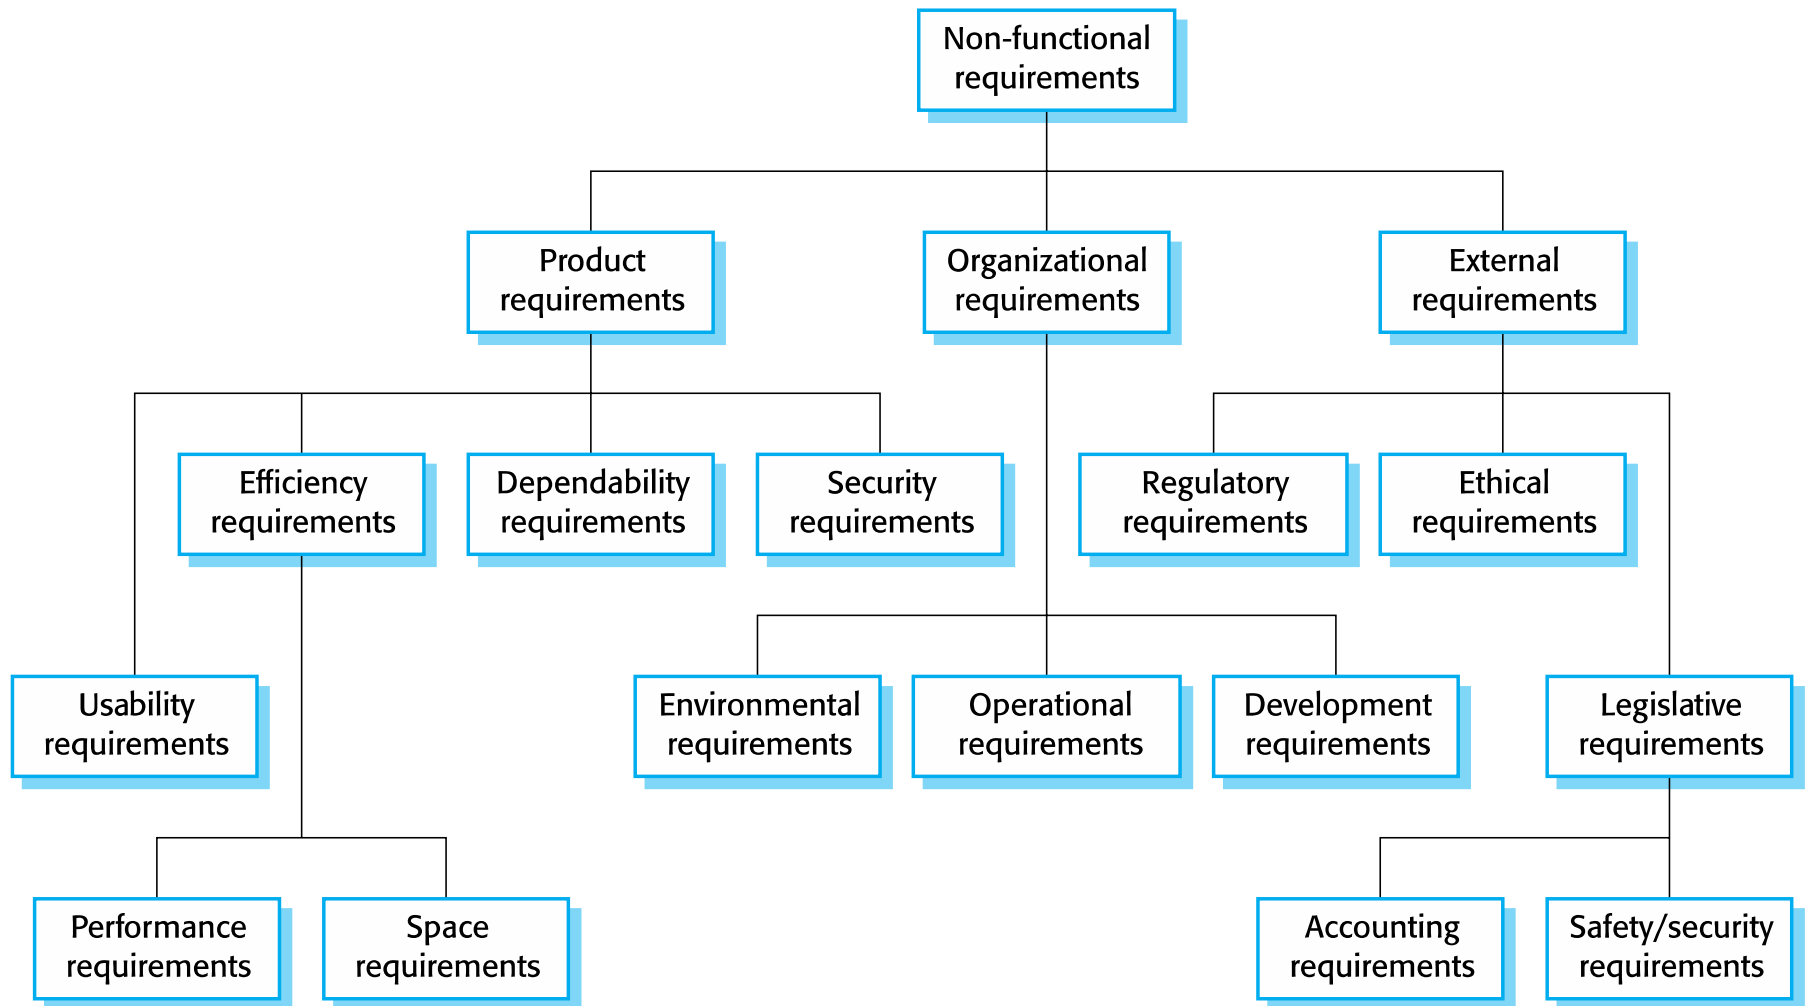 Non-functional
requirements
Product
requirements
Organizational
requirements
External
requirements
Efficiency
requirements
Dependability
requirements
Security
requirements
Regulatory
requirements
Ethical
requirements
Usability
requirements
Environmental
requirements
Operational
requirements
Development
requirements
Legislative
requirements
Performance
requirements
Space
requirements
Accounting
requirements
Safety/security
requirements